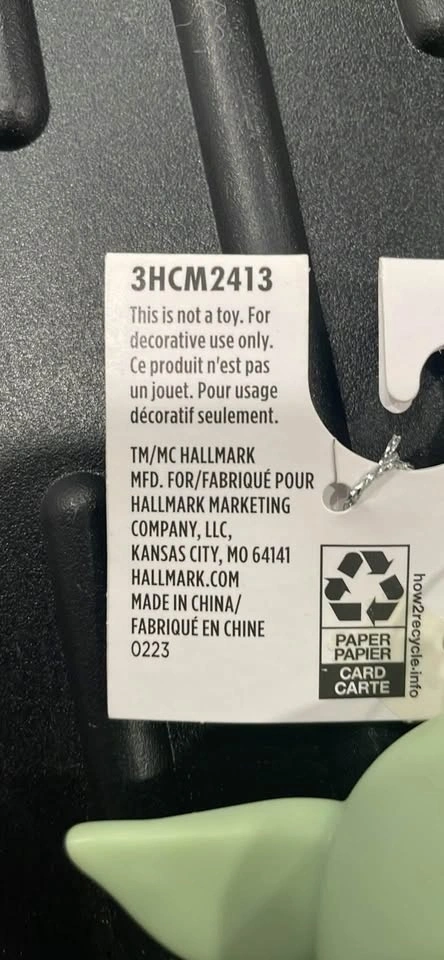 3HCM2413
This is not a toy. For
decorative use only.
Ce produit n'est pas
un jouet. Pour usage
décoratif seulement.
TM/MC HALLMARK
MFD. FOR/FABRIQUÉ POUR
HALLMARK MARKETING
COMPANY, LLC,
KANSAS CITY, MO 64141
HALLMARK.COM
MADE IN CHINA/
FABRIQUÉ EN CHINE
0223
PAPER
PAPIER
CARD
CARTE
how2recycle.info